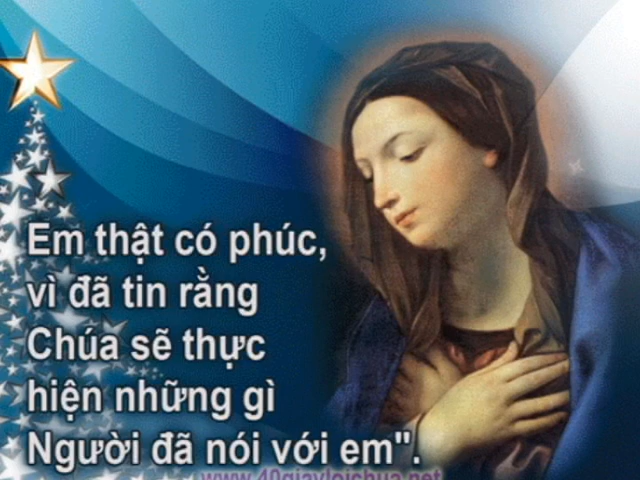 Em thật có phúc,
vì đã tin rằng
Chúa sẽ thực
hiện những gì
Người đã nói với em".
www.40giayloichua.net